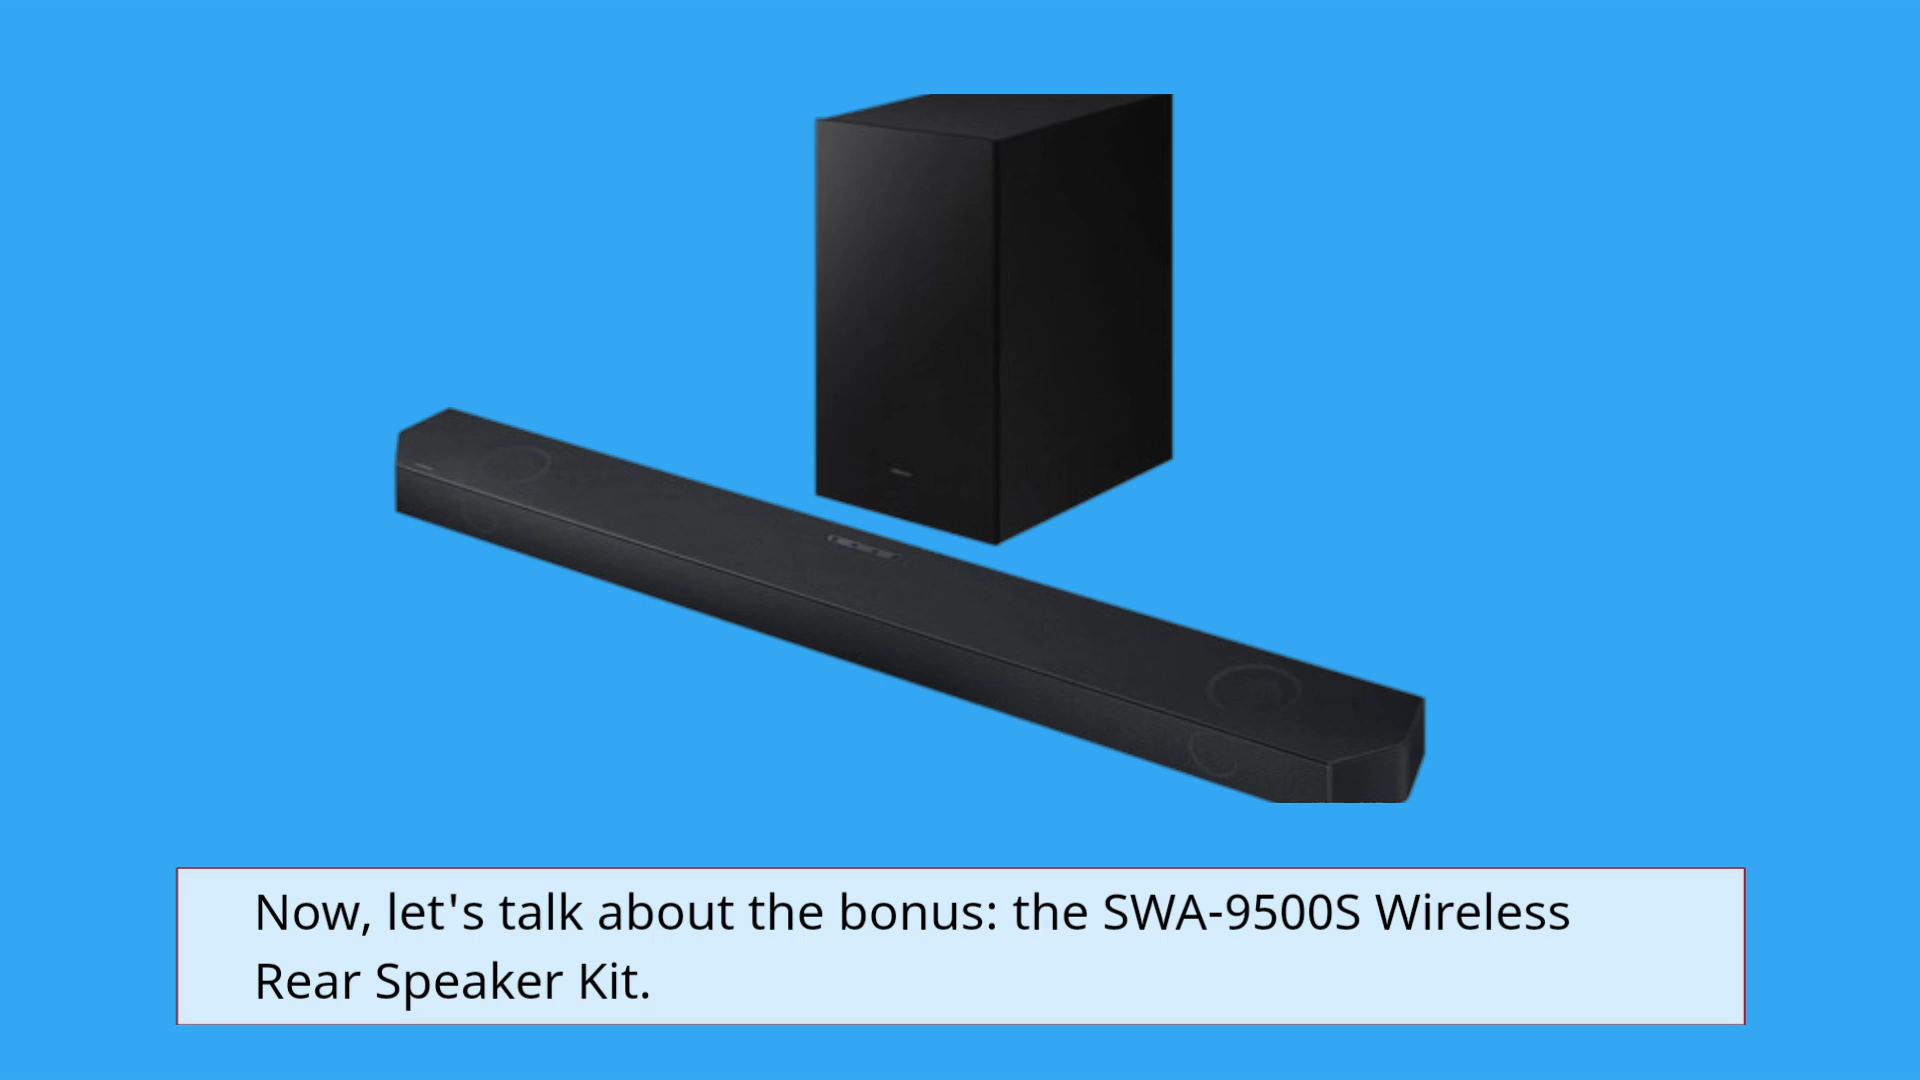 Now, let's talk about the bonus: the SWA-9500S Wireless
Rear Speaker Kit.